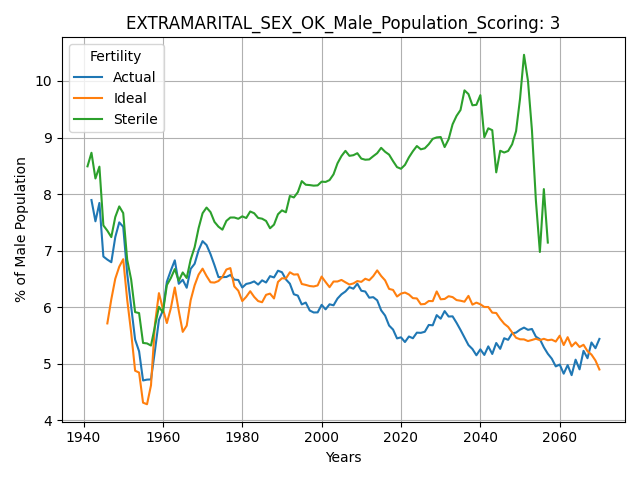 EXTRAMARITAL_SEX_OK_Male_Population_Scoring: 3
Fertility
Actual
Ideal
Sterile
% of Male Population
10
9
8
7
6
5
4
1940 1960 1980 2000 2020 2040 2060
Years